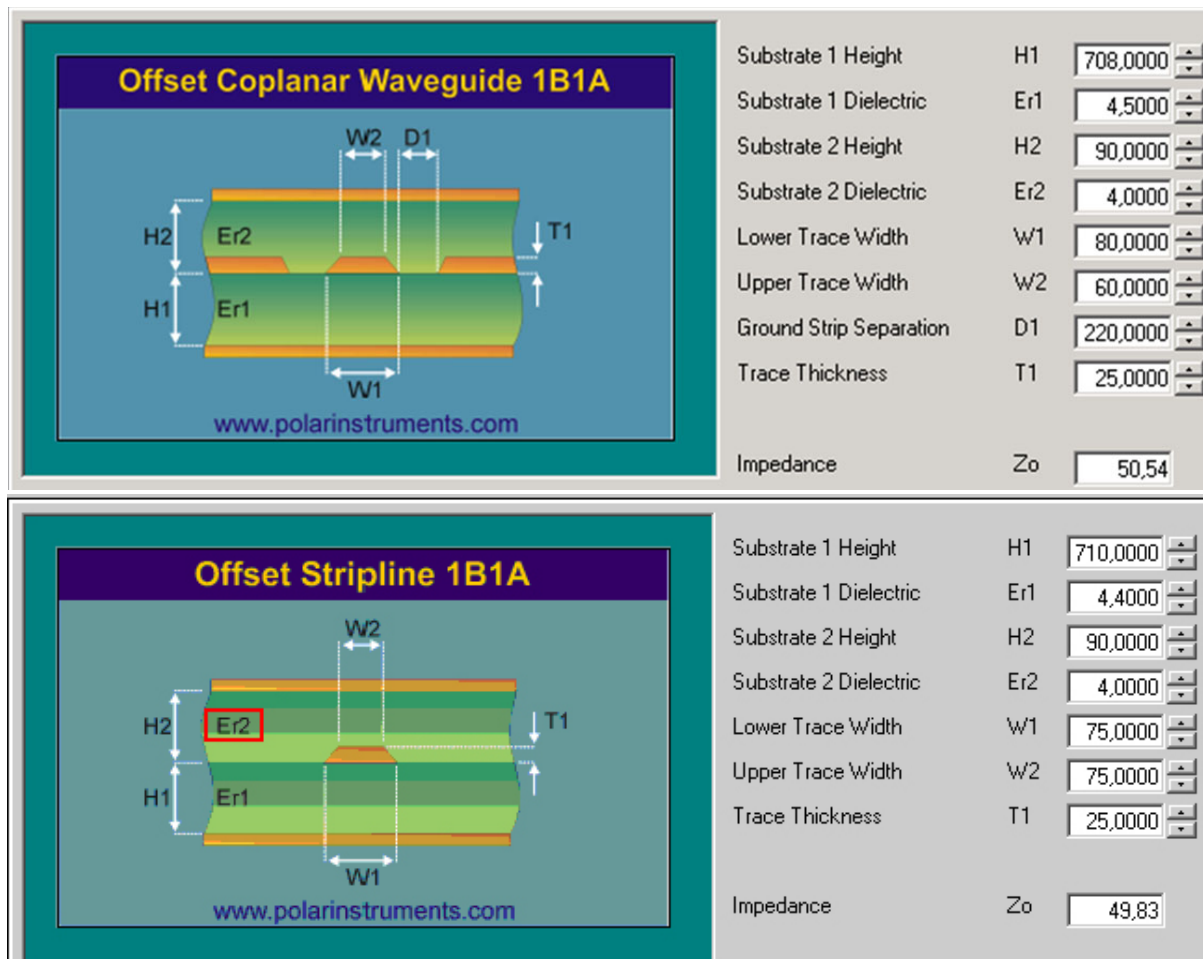 Offset Coplanar Waveguide 1B1A
W2 D1
H2 Er2 T1
H1 Er1
W1
www.polarinstruments.com
Substrate 1 Height H1 708,0000
Substrate 1 Dielectric Er1 4,5000
Substrate 2 Height H2 90,0000
Substrate 2 Dielectric Er2 4,0000
Lower Trace Width W1 80,0000
Upper Trace Width W2 60,0000
Ground Strip Separation D1 220,0000
Trace Thickness T1 25,0000
Impedance Zo 50,54
Offset Stripline 1B1A
W2
H2 Er2 T1
H1 Er1
W1
www.polarinstruments.com
Substrate 1 Height H1 710,0000
Substrate 1 Dielectric Er1 4,4000
Substrate 2 Height H2 90,0000
Substrate 2 Dielectric Er2 4,0000
Lower Trace Width W1 75,0000
Upper Trace Width W2 75,0000
Trace Thickness T1 25,0000
Impedance Zo 49,83